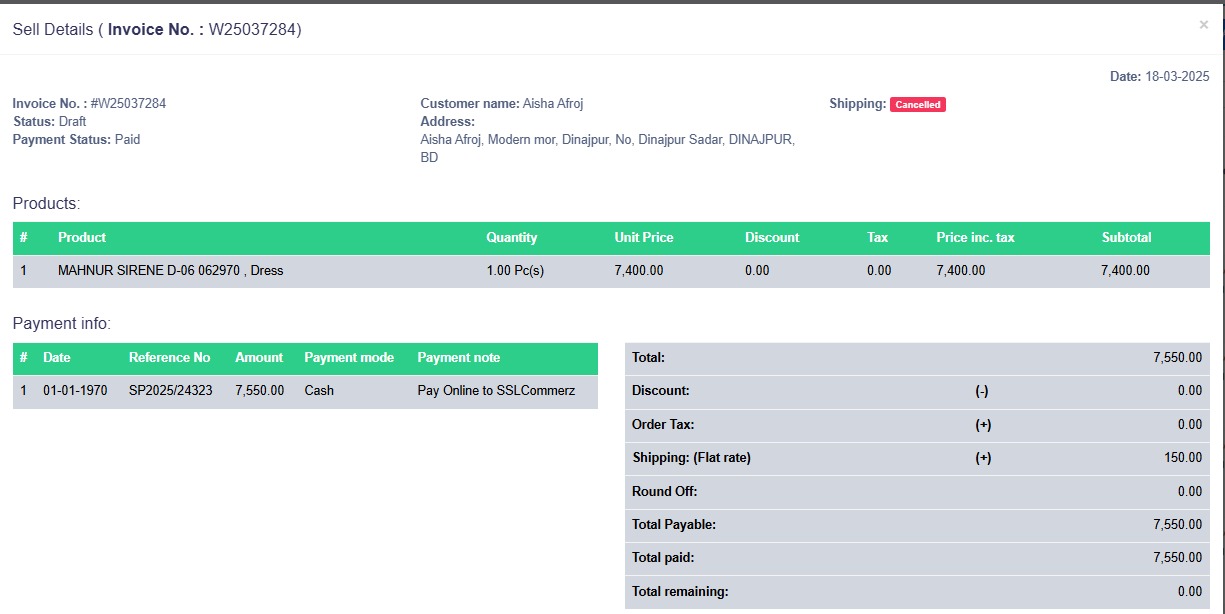 Sell Details ( Invoice No. : W25037284)
×
Date: 18-03-2025
Invoice No. : #W25037284
Status: Draft
Payment Status: Paid
Customer name: Aisha Afroj
Address:
Aisha Afroj, Modern mor, Dinajpur, No, Dinajpur Sadar, DINAJPUR,
BD
Shipping: Cancelled
Products:
# Product Quantity Unit Price Discount Tax Price inc. tax Subtotal
1 MAHNUR SIRENE D-06 062970 , Dress 1.00 Pc(s) 7,400.00 0.00 0.00 7,400.00 7,400.00
Payment info:
# Date Reference No Amount Payment mode Payment note
1 01-01-1970 SP2025/24323 7,550.00 Cash Pay Online to SSLCommerz
Total: 7,550.00
Discount: (-) 0.00
Order Tax: (+) 0.00
Shipping: (Flat rate) (+) 150.00
Round Off: 0.00
Total Payable: 7,550.00
Total paid: 7,550.00
Total remaining: 0.00